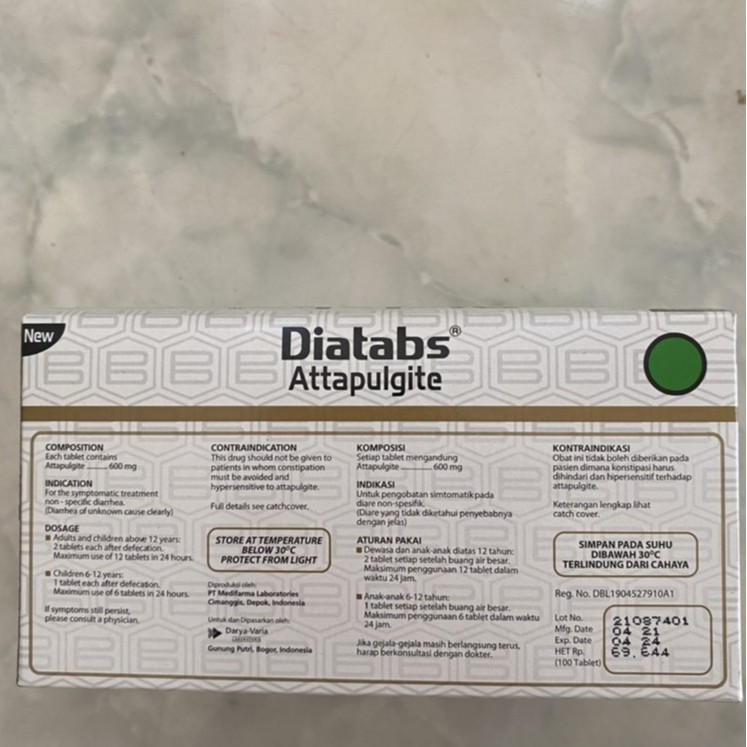 New
Diatabs®
Attapulgite
COMPOSITION
Each tablet contains
Attapulgite ____ 600 mg
INDICATION
For the symptomatic treatment
non - specific diarrhea.
(Diarrhea of unknown cause clearly)
DOSAGE
■ Adults and children above 12 years:
2 tablets each after defecation.
Maximum use of 12 tablets in 24 hours.
■ Children 6-12 years:
1 tablet each after defecation.
Maximum use of 6 tablets in 24 hours.
If symptoms still persist,
please consult a physician.
CONTRAINDICATION
This drug should not be given to
patients in whom constipation
must be avoided and
hypersensitive to attapulgite.
Full details see catchcover.
STORE AT TEMPERATURE
BELOW 30°C
PROTECT FROM LIGHT
Diproduksi oleh:
PT Medifarma Laboratories
Cimanggis, Depok, Indonesia
Untuk dan Dipasarkan oleh:
Darya-Varia
LABORATORIA
Gunung Putri, Bogor, Indonesia
KOMPOSISI
Setiap tablet mengandung
Attapulgite ____ 600 mg
INDIKASI
Untuk pengobatan simtomatik pada
diare non-spesifik.
(Diare yang tidak diketahui penyebabnya
dengan jelas)
ATURAN PAKAI
■ Dewasa dan anak-anak diatas 12 tahun:
2 tablet setiap setelah buang air besar.
Maksimum penggunaan 12 tablet dalam
waktu 24 jam.
■ Anak-anak 6-12 tahun:
1 tablet setiap setelah buang air besar.
Maksimum penggunaan 6 tablet dalam waktu
24 jam.
Jika gejala-gejala masih berlangsung terus,
harap berkonsultasi dengan dokter.
KONTRAINDIKASI
Obat ini tidak boleh diberikan pada
pasien dimana konstipasi harus
dihindari dan hipersensitif terhadap
attapulgite.
Keterangan lengkap lihat
catch cover.
SIMPAN PADA SUHU
DIBAWAH 30°C
TERLINDUNG DARI CAHAYA
Reg. No. DBL1904527910A1
Lot No. 21087401
Mfg. Date 04 21
Exp. Date 04 24
HET Rp. 69.644
(100 Tablet)